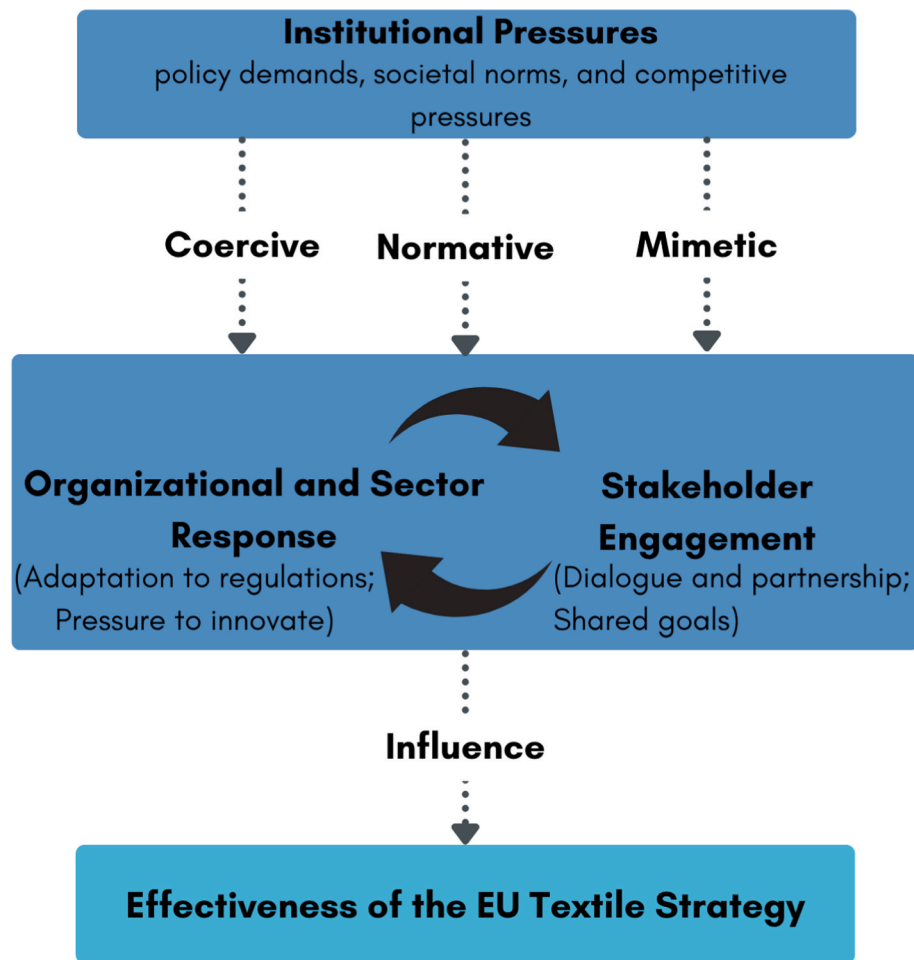 Institutional Pressures
policy demands, societal norms, and competitive
pressures
Coercive
Normative
Mimetic
Organizational and Sector
Response
(Adaptation to regulations;
Pressure to innovate)
Stakeholder
Engagement
(Dialogue and partnership;
Shared goals)
Influence
Effectiveness of the EU Textile Strategy